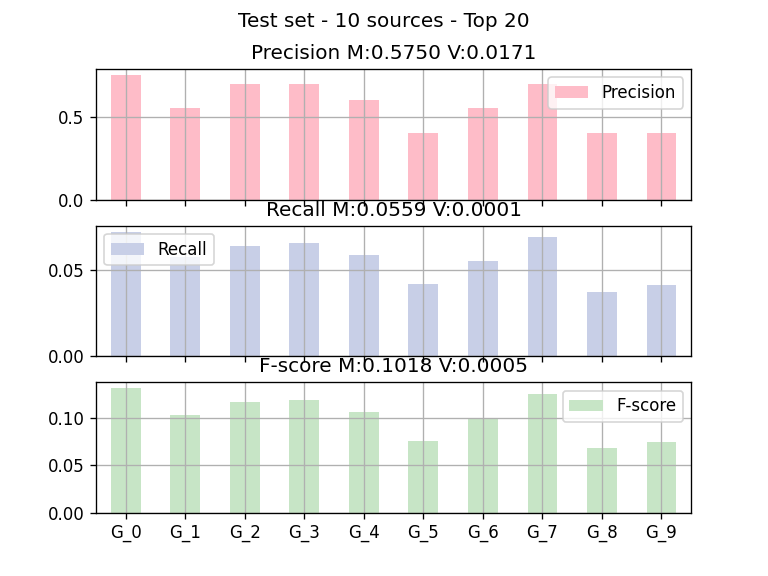 Test set - 10 sources - Top 20
Precision M:0.5750 V:0.0171
0.5
0.0
Precision
Recall M:0.0559 V:0.0001
0.05
0.00
Recall
F-score M:0.1018 V:0.0005
0.10
0.05
0.00
F-score
G_0 G_1 G_2 G_3 G_4 G_5 G_6 G_7 G_8 G_9